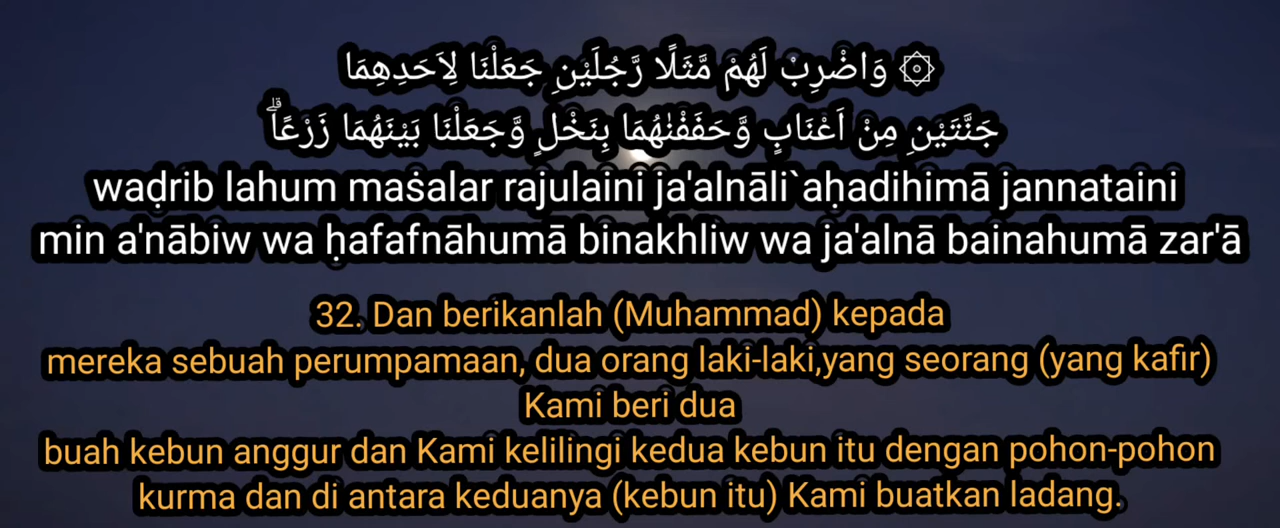 ۞ وَاضْرِبْ لَهُمْ مَّثَلًا رَّجُلَيْنِ جَعَلْنَا لِاَحَدِهِمَا
جَنَّتَيْنِ مِنْ اَعْنَابٍ وَّحَفَفْنٰهُمَا بِنَخْلٍ وَّجَعَلْنَا بَيْنَهُمَا زَرْعًاۗ
waḍrib lahum maṡalar rajulaini ja'alnāli`aḥadihimā jannataini
min a'nābiw wa ḥafafnāhumā binakhliw wa ja'alnā bainahumā zar'ā
32. Dan berikanlah (Muhammad) kepada
mereka sebuah perumpamaan, dua orang laki-laki,yang seorang (yang kafir)
Kami beri dua
buah kebun anggur dan Kami kelilingi kedua kebun itu dengan pohon-pohon
kurma dan di antara keduanya (kebun itu) Kami buatkan ladang.